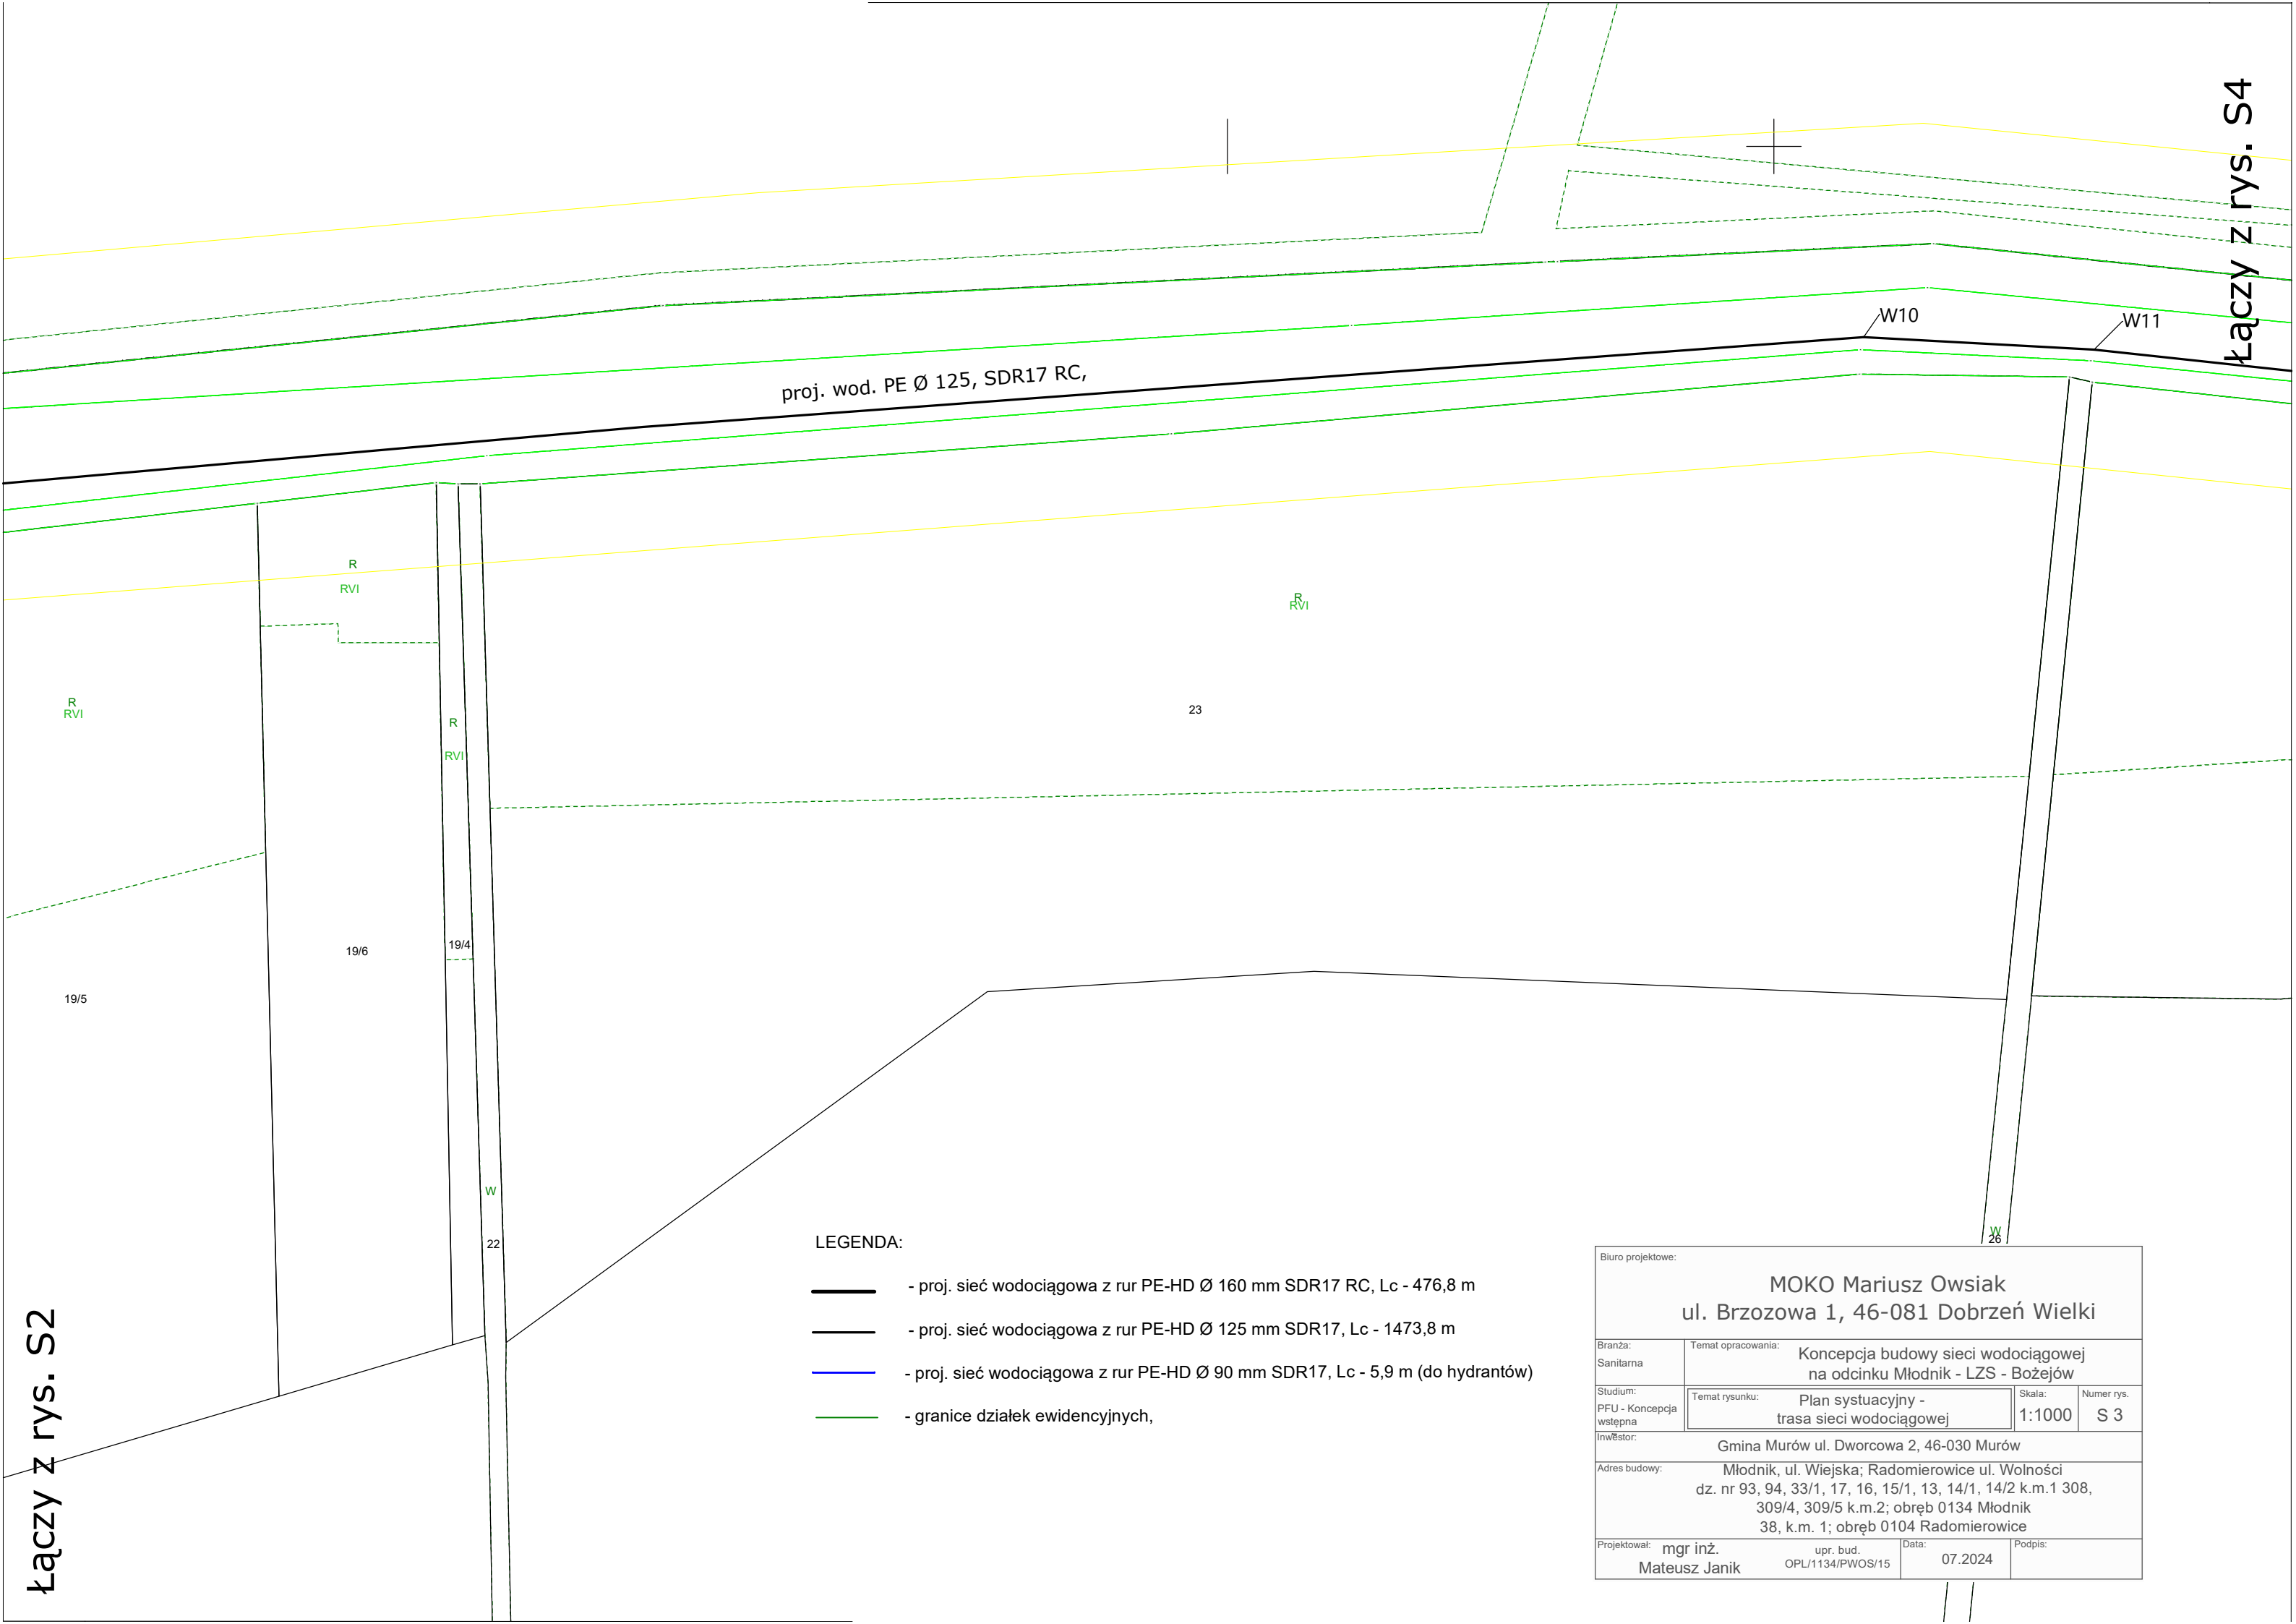 Łączy z rys. S4
W10
W11
proj. wod. PE Ø 125, SDR17 RC,
R
RVI
R
RVI
R
RVI
R
RVI
23
19/6
19/4
19/5
W
22
W
26
Łączy z rys. S2
LEGENDA:
- proj. sieć wodociągowa z rur PE-HD Ø 160 mm SDR17 RC, Lc - 476,8 m
- proj. sieć wodociągowa z rur PE-HD Ø 125 mm SDR17, Lc - 1473,8 m
- proj. sieć wodociągowa z rur PE-HD Ø 90 mm SDR17, Lc - 5,9 m (do hydrantów)
- granice działek ewidencyjnych,
Biuro projektowe:
MOKO Mariusz Owsiak
ul. Brzozowa 1, 46-081 Dobrzeń Wielki
Branża:
Sanitarna
Temat opracowania:
Koncepcja budowy sieci wodociągowej
na odcinku Młodnik - LZS - Bożejów
Studium:
PFU - Koncepcja
wstępna
Temat rysunku:
Plan systuacyjny -
trasa sieci wodociągowej
Skala:
1:1000
Numer rys.
S 3
Inwestor:
Gmina Murów ul. Dworcowa 2, 46-030 Murów
Adres budowy:
Młodnik, ul. Wiejska; Radomierowice ul. Wolności
dz. nr 93, 94, 33/1, 17, 16, 15/1, 13, 14/1, 14/2 k.m.1 308,
309/4, 309/5 k.m.2; obręb 0134 Młodnik
38, k.m. 1; obręb 0104 Radomierowice
Projektował:
mgr inż.
Mateusz Janik
upr. bud.
OPL/1134/PWOS/15
Data:
07.2024
Podpis: